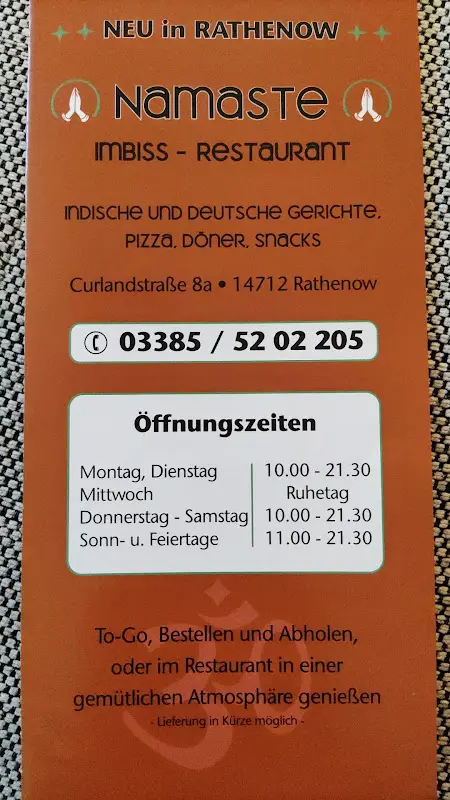 NEU in RATHENOW
Namaste
IMBISS - RESTAURANT
INDISCHE UND DEUTSCHE GERICHTE,
PIZZA, DÖNER, SNACKS
Curlandstraße 8a • 14712 Rathenow
✆ 03385 / 52 02 205
Öffnungszeiten
Montag, Dienstag 10.00 - 21.30
Mittwoch Ruhetag
Donnerstag - Samstag 10.00 - 21.30
Sonn- u. Feiertage 11.00 - 21.30
To-Go, Bestellen und Abholen,
oder im Restaurant in einer
gemütlichen Atmosphäre genießen
- Lieferung in Kürze möglich -
ॐ